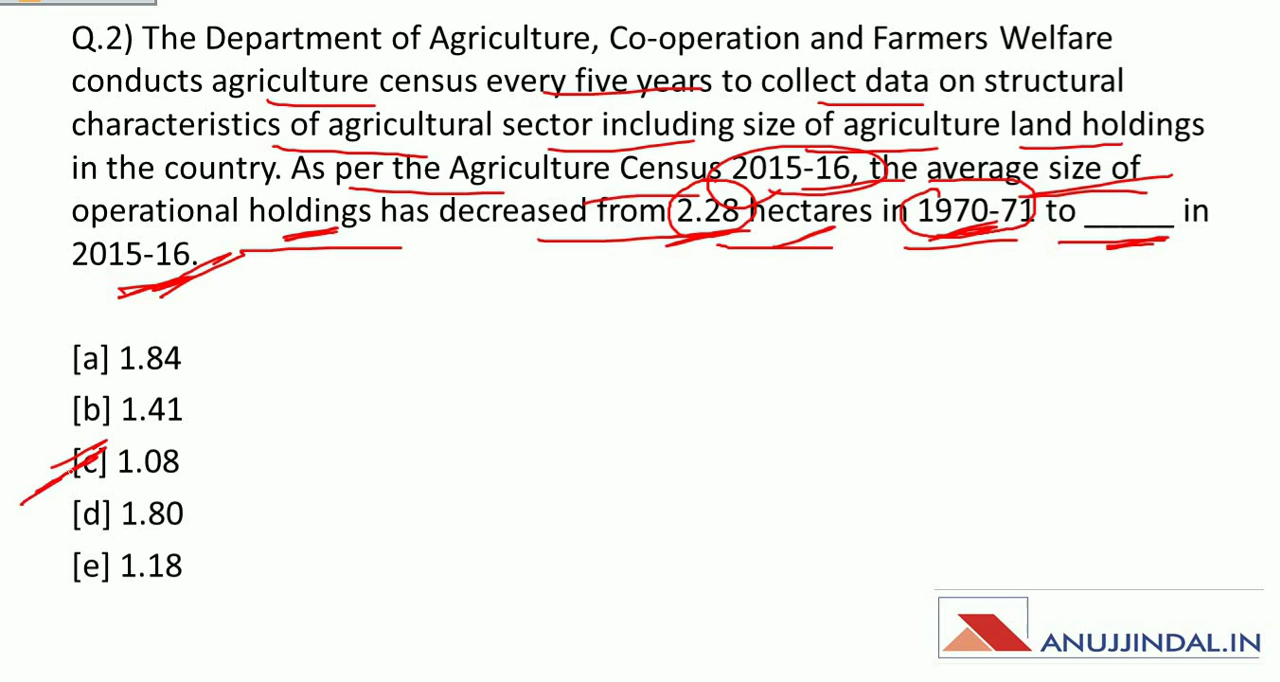 Q.2) The Department of Agriculture, Co-operation and Farmers Welfare
conducts agriculture census every five years to collect data on structural
characteristics of agricultural sector including size of agriculture land holdings
in the country. As per the Agriculture Census 2015-16, the average size of
operational holdings has decreased from 2.28 hectares in 1970-71 to ______ in
2015-16.
[a] 1.84
[b] 1.41
[c] 1.08
[d] 1.80
[e] 1.18
ANUJJINDAL.IN